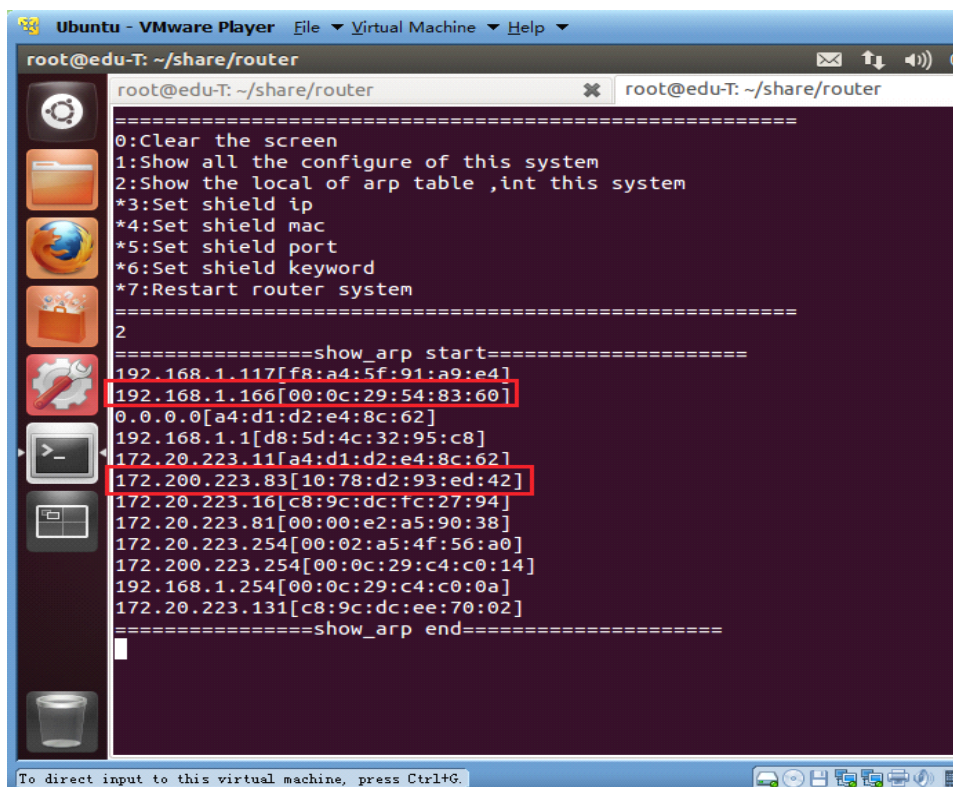 Ubuntu - VMware Player File Virtual Machine Help
root@edu-T: ~/share/router
root@edu-T: ~/share/router root@edu-T: ~/share/router
=======================================================
0:Clear the screen
1:Show all the configure of this system
2:Show the local of arp table ,int this system
*3:Set shield ip
*4:Set shield mac
*5:Set shield port
*6:Set shield keyword
*7:Restart router system
=======================================================
2
================show_arp start=====================
192.168.1.117[f8:a4:5f:91:a9:e4]
192.168.1.166[00:0c:29:54:83:60]
0.0.0.0[a4:d1:d2:e4:8c:62]
192.168.1.1[d8:5d:4c:32:95:c8]
172.20.223.11[a4:d1:d2:e4:8c:62]
172.200.223.83[10:78:d2:93:ed:42]
172.20.223.16[c8:9c:dc:fc:27:94]
172.20.223.81[00:00:e2:a5:90:38]
172.20.223.254[00:02:a5:4f:56:a0]
172.200.223.254[00:0c:29:c4:c0:14]
192.168.1.254[00:0c:29:c4:c0:0a]
172.20.223.131[c8:9c:dc:ee:70:02]
================show_arp end=====================
To direct input to this virtual machine, press Ctrl+G.